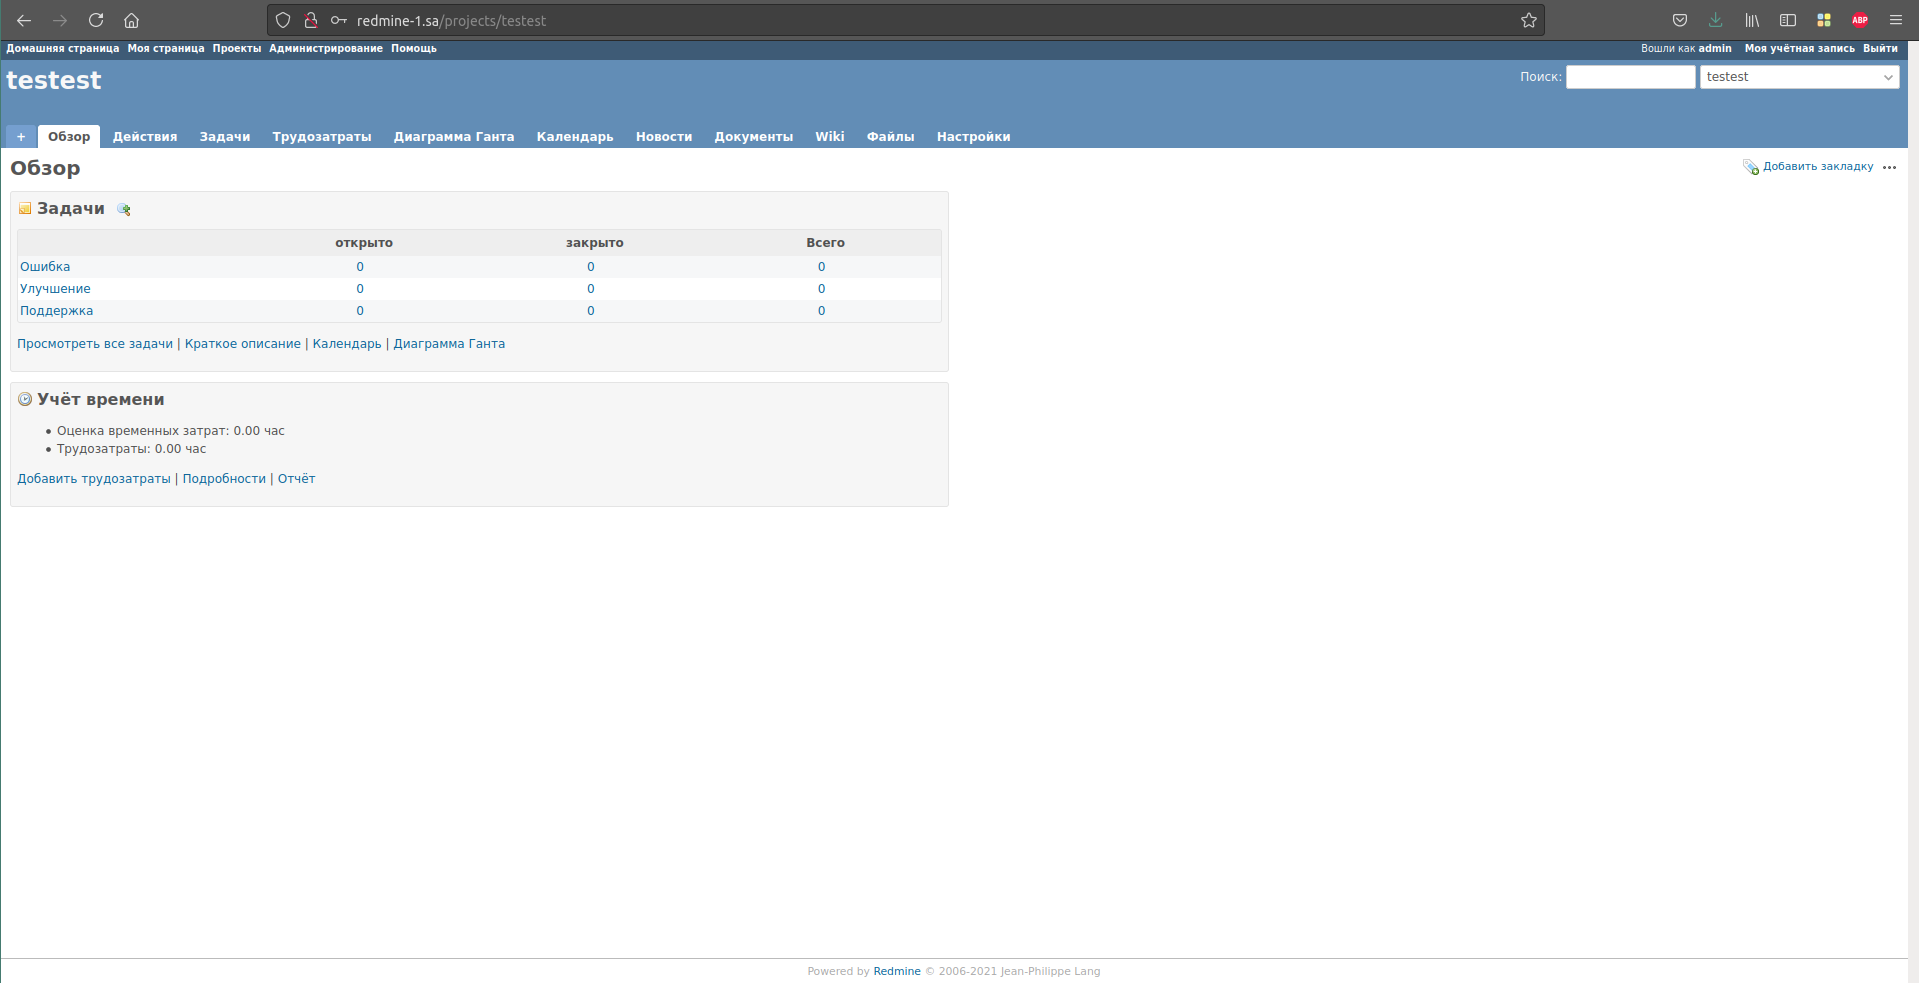 redmine-1.sa/projects/testest
ABP
Домашняя страница Моя страница Проекты Администрирование Помощь
Вошли как admin Моя учётная запись Выйти
testest
Поиск: testest
+ Обзор Действия Задачи Трудозатраты Диаграмма Ганта Календарь Новости Документы Wiki Файлы Настройки
Обзор
Добавить закладку
Задачи
открыто закрыто Всего
Ошибка 0 0 0
Улучшение 0 0 0
Поддержка 0 0 0
Просмотреть все задачи | Краткое описание | Календарь | Диаграмма Ганта
Учёт времени
• Оценка временных затрат: 0.00 час
• Трудозатраты: 0.00 час
Добавить трудозатраты | Подробности | Отчёт
Powered by Redmine © 2006-2021 Jean-Philippe Lang